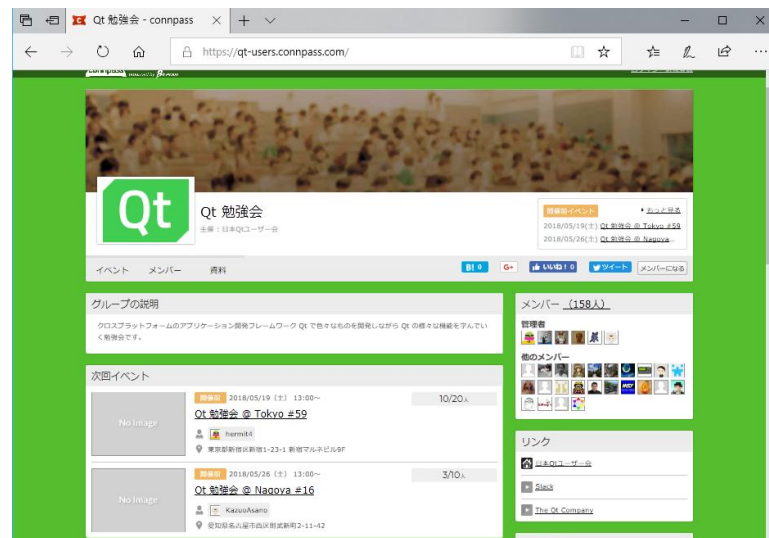 Qt 勉強会 - connpass
https://qt-users.connpass.com/
connpass
Qt
Qt 勉強会
主催：日本Qtユーザー会
開催前イベント
もっと見る
2018/05/19(土) Qt 勉強会 @ Tokyo #59
2018/05/26(土) Qt 勉強会 @ Nagoya...
イベント メンバー 資料
B! 0 G+ いいね！ 0 ツイート メンバーになる
グループの説明
クロスプラットフォームのアプリケーション開発フレームワーク Qt で色々なものを開発しながら Qt の様々な機能を学んでい
く勉強会です。
次回イベント
No Image
開催前 2018/05/19（土）13:00～
10/20人
Qt 勉強会 @ Tokyo #59
hermit4
東京都新宿区新宿1-23-1 新宿マルネビル9F
No Image
開催前 2018/05/26（土）13:00～
3/10人
Qt 勉強会 @ Nagoya #16
KazuoAsano
愛知県名古屋市西区則武新町2-11-42
メンバー （158人）
管理者
他のメンバー
リンク
日本Qtユーザー会
Slack
The Qt Company